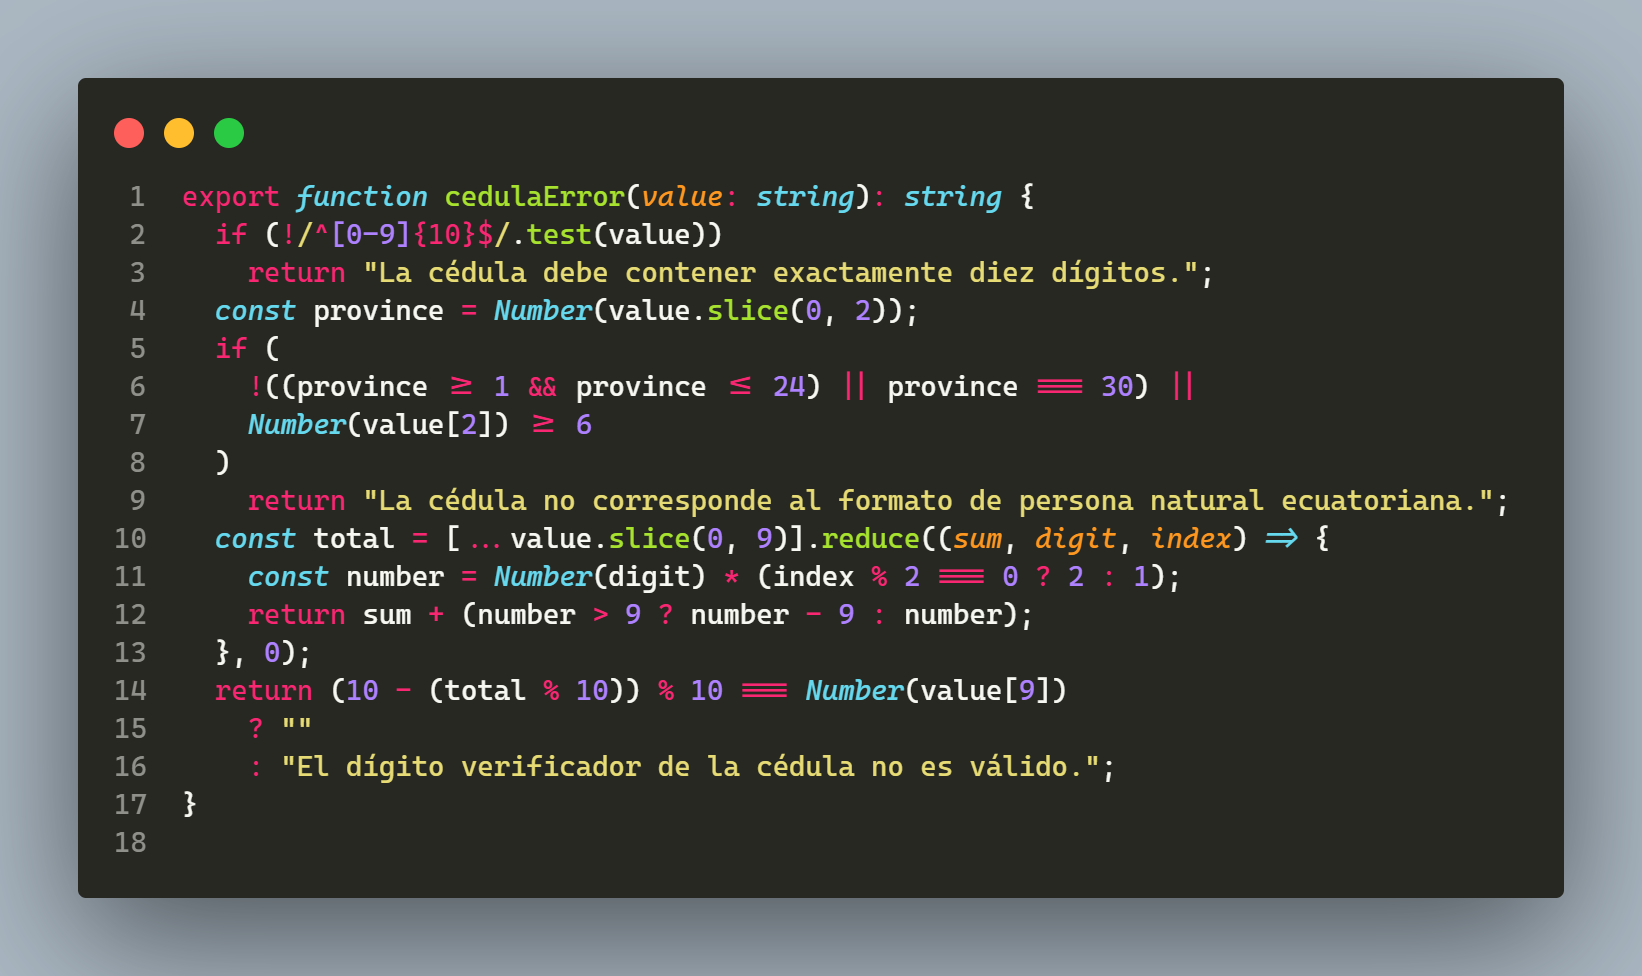 1 export function cedulaError(value: string): string {
2   if (!/^[0-9]{10}$/.test(value))
3     return "La cédula debe contener exactamente diez dígitos.";
4   const province = Number(value.slice(0, 2));
5   if (
6     !((province >= 1 && province <= 24) || province === 30) ||
7     Number(value[2]) >= 6
8   )
9     return "La cédula no corresponde al formato de persona natural ecuatoriana.";
10   const total = [...value.slice(0, 9)].reduce((sum, digit, index) => {
11     const number = Number(digit) * (index % 2 === 0 ? 2 : 1);
12     return sum + (number > 9 ? number - 9 : number);
13   }, 0);
14   return (10 - (total % 10)) % 10 === Number(value[9])
15     ? ""
16     : "El dígito verificador de la cédula no es válido.";
17 }
18